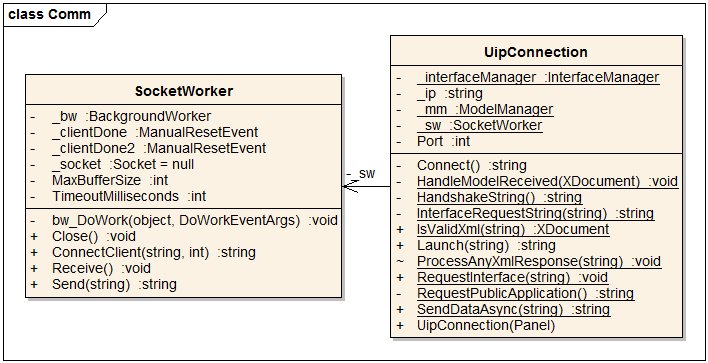 class Comm
SocketWorker
- _bw :BackgroundWorker
- _clientDone :ManualResetEvent
- _clientDone2 :ManualResetEvent
- _socket :Socket = null
- MaxBufferSize :int
- TimeoutMilliseconds :int
- bw_DoWork(object, DoWorkEventArgs) :void
+ Close() :void
+ ConnectClient(string, int) :string
+ Receive() :void
+ Send(string) :string
-_sw
UipConnection
- _interfaceManager :InterfaceManager
- _ip :string
- _mm :ModelManager
- _sw :SocketWorker
- Port :int
- Connect() :string
- HandleModelReceived(XDocument) :void
- HandshakeString() :string
- InterfaceRequestString(string) :string
+ IsValidXml(string) :XDocument
+ Launch(string) :string
~ ProcessAnyXmlResponse(string) :void
+ RequestInterface(string) :void
- RequestPublicApplication() :string
+ SendDataAsync(string) :string
+ UipConnection(Panel)